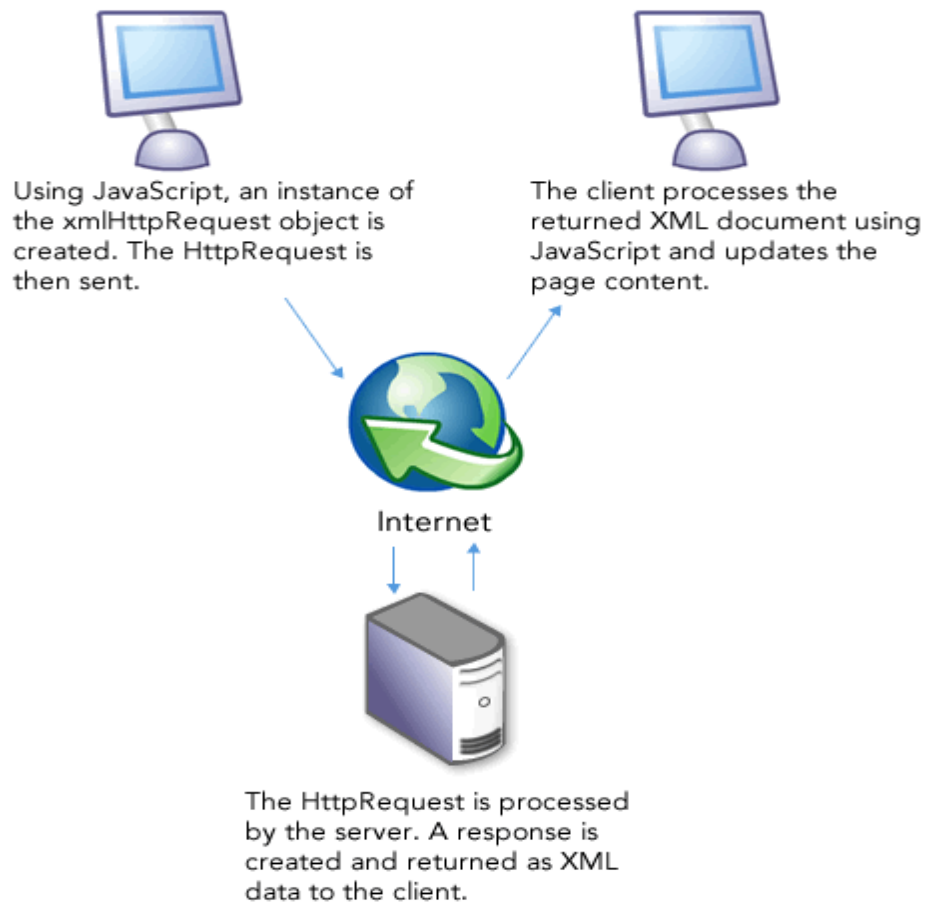 Using JavaScript, an instance of
the xmlHttpRequest object is
created. The HttpRequest is
then sent.
The client processes the
returned XML document using
JavaScript and updates the
page content.
Internet
The HttpRequest is processed
by the server. A response is
created and returned as XML
data to the client.